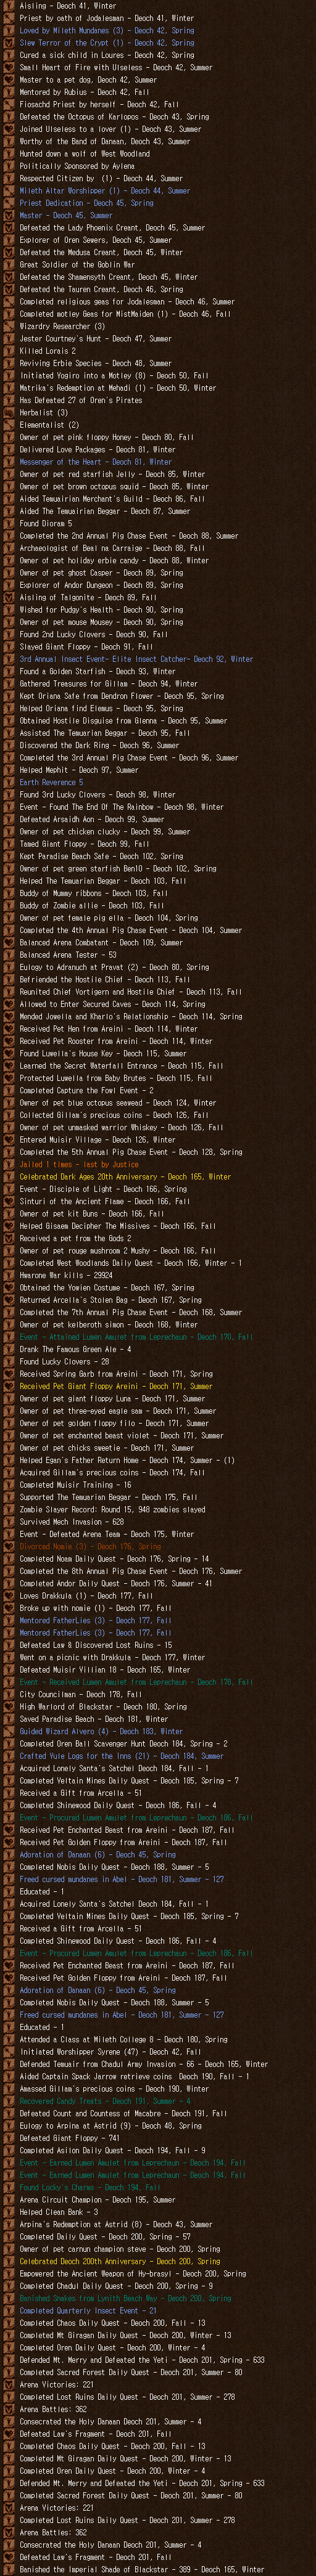 Aisling - Deoch 41, Winter
Priest by oath of Jodalesman - Deoch 41, Winter
Loved by Mileth Mundanes (3) - Deoch 42, Spring
Slew Terror of the Crypt (1) - Deoch 42, Spring
Cured a sick child in Loures - Deoch 42, Spring
Small Heart of Fire with Ulseless - Deoch 42, Summer
Master to a pet dog, Deoch 42, Summer
Mentored by Rubius - Deoch 42, Fall
Fiosachd Priest by herself - Deoch 42, Fall
Defeated the Octopus of Karlopos - Deoch 43, Spring
Joined Ulseless to a lover (1) - Deoch 43, Summer
Worthy of the Band of Danaan, Deoch 43, Summer
Hunted down a wolf of West Woodland
Politically Sponsored by Aylena
Respected Citizen by  (1) - Deoch 44, Summer
Mileth Altar Worshipper (1) - Deoch 44, Summer
Priest Dedication - Deoch 45, Spring
Master - Deoch 45, Summer
Defeated the Lady Phoenix Creant, Deoch 45, Summer
Explorer of Oren Sewers, Deoch 45, Summer
Defeated the Medusa Creant, Deoch 45, Winter
Great Soldier of the Goblin War
Defeated the Shamensyth Creant, Deoch 45, Winter
Defeated the Tauren Creant, Deoch 46, Spring
Completed religious geas for Jodalesman - Deoch 46, Summer
Completed motley Geas for MistMaiden (1) - Deoch 46, Fall
Wizardry Researcher (3)
Jester Courtney's Hunt - Deoch 47, Summer
Killed Lorais 2
Reviving Erbie Species - Deoch 48, Summer
Initiated Yogiro into a Motley (8) - Deoch 50, Fall
Matrika's Redemption at Mehadi (1) - Deoch 50, Winter
Has Defeated 27 of Oren's Pirates
Herbalist (3)
Elementalist (2)
Owner of pet pink floppy Honey - Deoch 80, Fall
Delivered Love Packages - Deoch 81, Winter
Messenger of the Heart - Deoch 81, Winter
Owner of pet red starfish Jelly - Deoch 85, Winter
Owner of pet brown octopus squid - Deoch 85, Winter
Aided Temuairian Merchant's Guild - Deoch 86, Fall
Aided The Temuairian Beggar - Deoch 87, Summer
Found Dioram 5
Completed the 2nd Annual Pig Chase Event - Deoch 88, Summer
Archaeologist of Beal na Carraige - Deoch 88, Fall
Owner of pet holiday erbie candy - Deoch 88, Winter
Owner of pet ghost Casper - Deoch 89, Spring
Explorer of Andor Dungeon - Deoch 89, Spring
Aisling of Talgonite - Deoch 89, Fall
Wished for Pudgy's Health - Deoch 90, Spring
Owner of pet mouse Mousey - Deoch 90, Spring
Found 2nd Lucky Clovers - Deoch 90, Fall
Slayed Giant Floppy - Deoch 91, Fall
3rd Annual Insect Event- Elite Insect Catcher- Deoch 92, Winter
Found a Golden Starfish - Deoch 93, Winter
Gathered Treasures for Gillam - Deoch 94, Winter
Kept Oriana Safe from Dendron Flower - Deoch 95, Spring
Helped Oriana find Elemus - Deoch 95, Spring
Obtained Hostile Disguise from Glenna - Deoch 95, Summer
Assisted The Temuarian Beggar - Deoch 95, Fall
Discovered the Dark Ring - Deoch 96, Summer
Completed the 3rd Annual Pig Chase Event - Deoch 96, Summer
Helped Mephit - Deoch 97, Summer
Earth Reverence 5
Found 3rd Lucky Clovers - Deoch 98, Winter
Event - Found The End Of The Rainbow - Deoch 98, Winter
Defeated Arsaidh Aon - Deoch 99, Summer
Owner of pet chicken clucky - Deoch 99, Summer
Tamed Giant Floppy - Deoch 99, Fall
Kept Paradise Beach Safe - Deoch 102, Spring
Owner of pet green starfish Ben10 - Deoch 102, Spring
Helped The Temuarian Beggar - Deoch 103, Fall
Buddy of Mummy ribbons - Deoch 103, Fall
Buddy of Zombie allie - Deoch 103, Fall
Owner of pet female pig ella - Deoch 104, Spring
Completed the 4th Annual Pig Chase Event - Deoch 104, Summer
Balanced Arena Combatant - Deoch 109, Summer
Balanced Arena Tester - 53
Eulogy to Adranuch at Pravat (2) - Deoch 80, Spring
Befriended the Hostile Chief - Deoch 113, Fall
Reunited Chief Vortigern and Hostile Chief - Deoch 113, Fall
Allowed to Enter Secured Caves - Deoch 114, Spring
Mended Jowella and Kharlo's Relationship - Deoch 114, Spring
Received Pet Hen from Areini - Deoch 114, Winter
Received Pet Rooster from Areini - Deoch 114, Winter
Found Luwella's House Key - Deoch 115, Summer
Learned the Secret Waterfall Entrance - Deoch 115, Fall
Protected Luwella from Baby Brutes - Deoch 115, Fall
Completed Capture the Fowl Event - 2
Owner of pet blue octopus seaweed - Deoch 124, Winter
Collected Gillam's precious coins - Deoch 126, Fall
Owner of pet unmasked warrior Whiskey - Deoch 126, Fall
Entered Muisir Village - Deoch 126, Winter
Completed the 5th Annual Pig Chase Event - Deoch 128, Spring
Jailed 1 times - last by Justice
Celebrated Dark Ages 20th Anniversary - Deoch 165, Winter
Event - Disciple of Light - Deoch 166, Spring
Sinturi of the Ancient Flame - Deoch 166, Fall
Owner of pet kit Buns - Deoch 166, Fall
Helped Gisaem Decipher The Missives - Deoch 166, Fall
Received a pet from the Gods 2
Owner of pet rouge mushroom 2 Mushy - Deoch 166, Fall
Completed West Woodlands Daily Quest - Deoch 166, Winter - 1
Hwarone War kills - 29924
Obtained the Yowien Costume - Deoch 167, Spring
Returned Arcella's Stolen Bag - Deoch 167, Spring
Completed the 7th Annual Pig Chase Event - Deoch 168, Summer
Owner of pet kelberoth simon - Deoch 168, Winter
Event - Attained Lumen Amulet from Leprechaun - Deoch 170, Fall
Drank The Famous Green Ale - 4
Found Lucky Clovers - 28
Received Spring Garb from Areini - Deoch 171, Spring
Received Pet Giant Floppy Areini - Deoch 171, Summer
Owner of pet giant floppy Luna - Deoch 171, Summer
Owner of pet three-eyed eagle sam - Deoch 171, Summer
Owner of pet golden floppy filo - Deoch 171, Summer
Owner of pet enchanted beast violet - Deoch 171, Summer
Owner of pet chicks sweetie - Deoch 171, Summer
Helped Egan's Father Return Home - Deoch 174, Summer - (1)
Acquired Gillam's precious coins - Deoch 174, Fall
Completed Muisir Training - 16
Supported The Temuarian Beggar - Deoch 175, Fall
Zombie Slayer Record: Round 15, 940 zombies slayed
Survived Mech Invasion - 628
Event - Defeated Arena Team - Deoch 175, Winter
Divorced Nomie (3) - Deoch 176, Spring
Completed Noam Daily Quest - Deoch 176, Spring - 14
Completed the 8th Annual Pig Chase Event - Deoch 176, Summer
Completed Andor Daily Quest - Deoch 176, Summer - 41
Loves Drakkula (1) - Deoch 177, Fall
Broke up with nomie (1) - Deoch 177, Fall
Mentored FatherLies (3) - Deoch 177, Fall
Mentored FatherLies (3) - Deoch 177, Fall
Defeated Law & Discovered Lost Ruins - 15
Went on a picnic with Drakkula - Deoch 177, Winter
Defeated Muisir Villian 18 - Deoch 165, Winter
Event - Received Lumen Amulet from Leprechaun - Deoch 178, Fall
City Councilman - Deoch 178, Fall
High Warlord of Blackstar - Deoch 180, Spring
Saved Paradise Beach - Deoch 181, Winter
Guided Wizard Alvero (4) - Deoch 183, Winter
Completed Oren Ball Scavenger Hunt Deoch 184, Spring - 2
Crafted Yule Logs for the Inns (21) - Deoch 184, Summer
Acquired Lonely Santa's Satchel Deoch 184, Fall - 1
Completed Veltain Mines Daily Quest - Deoch 185, Spring - 7
Received a Gift from Arcella - 51
Completed Shinewood Daily Quest - Deoch 186, Fall - 4
Event - Procured Lumen Amulet from Leprechaun - Deoch 186, Fall
Received Pet Enchanted Beast from Areini - Deoch 187, Fall
Received Pet Golden Floppy from Areini - Deoch 187, Fall
Adoration of Danaan (6) - Deoch 45, Spring
Completed Nobis Daily Quest - Deoch 188, Summer - 5
Freed cursed mundanes in Abel - Deoch 181, Summer - 127
Educated - 1
Acquired Lonely Santa's Satchel Deoch 184, Fall - 1
Completed Veltain Mines Daily Quest - Deoch 185, Spring - 7
Received a Gift from Arcella - 51
Completed Shinewood Daily Quest - Deoch 186, Fall - 4
Event - Procured Lumen Amulet from Leprechaun - Deoch 186, Fall
Received Pet Enchanted Beast from Areini - Deoch 187, Fall
Received Pet Golden Floppy from Areini - Deoch 187, Fall
Adoration of Danaan (6) - Deoch 45, Spring
Completed Nobis Daily Quest - Deoch 188, Summer - 5
Freed cursed mundanes in Abel - Deoch 181, Summer - 127
Educated - 1
Attended a Class at Mileth College 8 - Deoch 180, Spring
Initiated Worshipper Syrene (47) - Deoch 42, Fall
Defended Temuair from Chadul Army Invasion - 66 - Deoch 165, Winter
Aided Captain Spack Jarrow retrieve coins  Deoch 190, Fall - 1
Amassed Gillam's precious coins - Deoch 190, Winter
Recovered Candy Treats - Deoch 191, Summer - 4
Defeated Count and Countess of Macabre - Deoch 191, Fall
Eulogy to Arpina at Astrid (9) - Deoch 48, Spring
Defeated Giant Floppy - 741
Completed Asilon Daily Quest - Deoch 194, Fall - 9
Event - Earned Lumen Amulet from Leprechaun - Deoch 194, Fall
Event - Earned Lumen Amulet from Leprechaun - Deoch 194, Fall
Found Locky's Charms - Deoch 194, Fall
Arena Circuit Champion - Deoch 195, Summer
Helped Clean Bank - 3
Arpina's Redemption at Astrid (8) - Deoch 43, Summer
Completed Daily Quest - Deoch 200, Spring - 57
Owner of pet carnun champion steve - Deoch 200, Spring
Celebrated Deoch 200th Anniversary - Deoch 200, Spring
Empowered the Ancient Weapon of Hy-brasyl - Deoch 200, Spring
Completed Chadul Daily Quest - Deoch 200, Spring - 9
Banished Snakes from Lynith Beach Way - Deoch 200, Spring
Completed Quarterly Insect Event - 21
Completed Chaos Daily Quest - Deoch 200, Fall - 13
Completed Mt Giragan Daily Quest - Deoch 200, Winter - 13
Completed Oren Daily Quest - Deoch 200, Winter - 4
Defended Mt. Merry and Defeated the Yeti - Deoch 201, Spring - 633
Completed Sacred Forest Daily Quest - Deoch 201, Summer - 80
Arena Victories: 221
Completed Lost Ruins Daily Quest - Deoch 201, Summer - 278
Arena Battles: 362
Consecrated the Holy Danaan Deoch 201, Summer - 4
Defeated Law's Fragment - Deoch 201, Fall
Completed Chaos Daily Quest - Deoch 200, Fall - 13
Completed Mt Giragan Daily Quest - Deoch 200, Winter - 13
Completed Oren Daily Quest - Deoch 200, Winter - 4
Defended Mt. Merry and Defeated the Yeti - Deoch 201, Spring - 633
Completed Sacred Forest Daily Quest - Deoch 201, Summer - 80
Arena Victories: 221
Completed Lost Ruins Daily Quest - Deoch 201, Summer - 278
Arena Battles: 362
Consecrated the Holy Danaan Deoch 201, Summer - 4
Defeated Law's Fragment - Deoch 201, Fall
Banished the Imperial Shade of Blackstar - 389 - Deoch 165, Winter